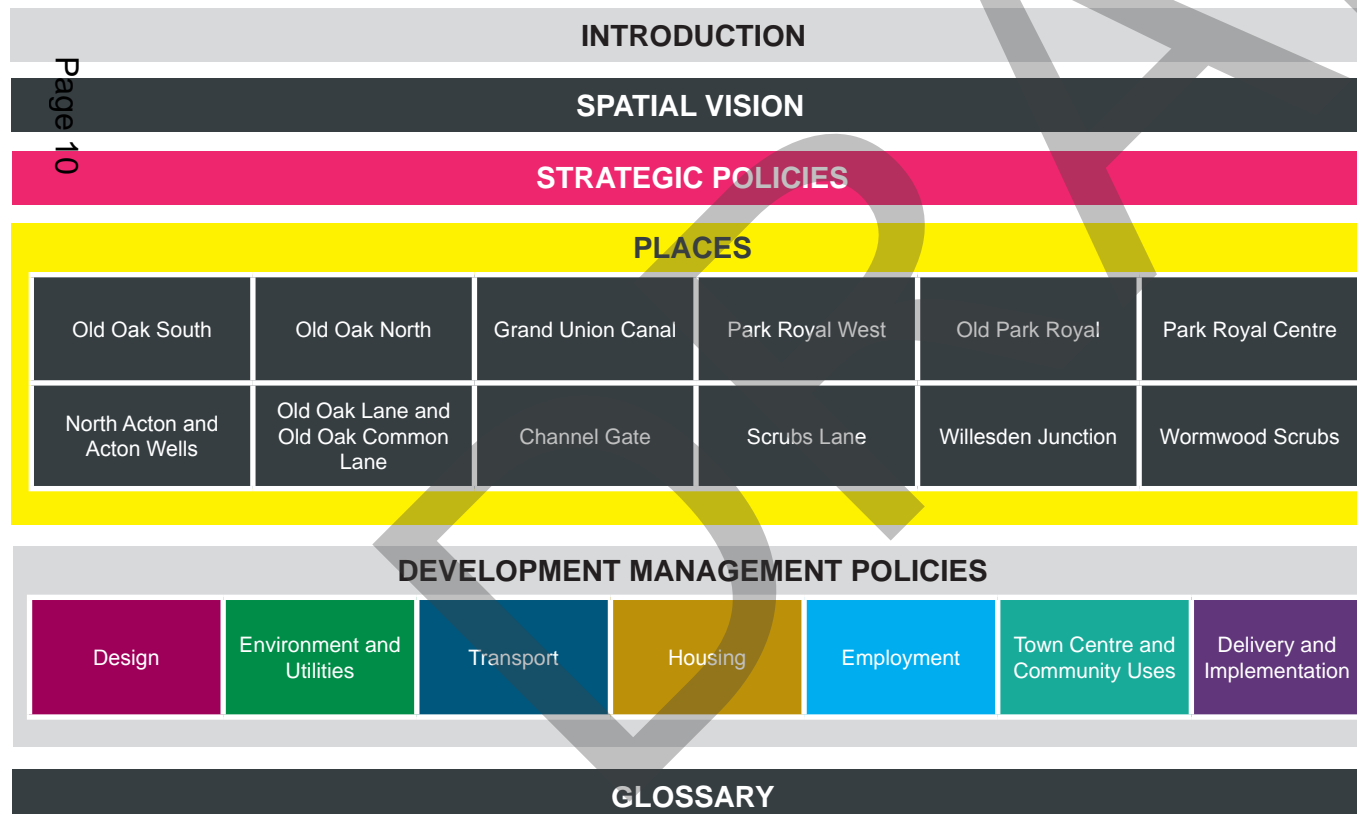 INTRODUCTION
Page 10
SPATIAL VISION
STRATEGIC POLICIES
PLACES
Old Oak South
Old Oak North
Grand Union Canal
Park Royal West
Old Park Royal
Park Royal Centre
North Acton and
Acton Wells
Old Oak Lane and
Old Oak Common
Lane
Channel Gate
Scrubs Lane
Willesden Junction
Wormwood Scrubs
DEVELOPMENT MANAGEMENT POLICIES
Design
Environment and
Utilities
Transport
Housing
Employment
Town Centre and
Community Uses
Delivery and
Implementation
GLOSSARY